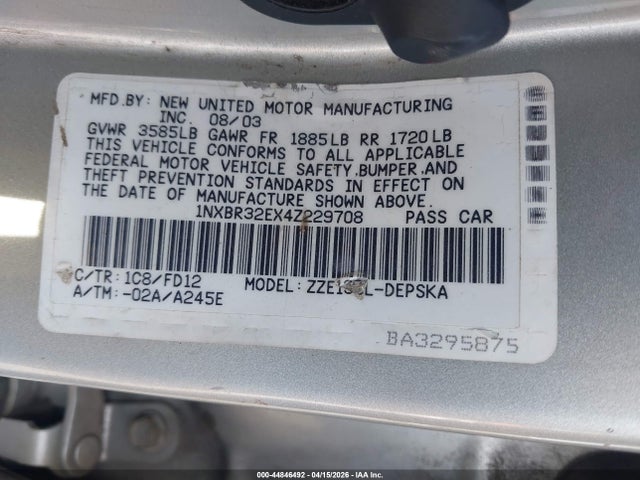 MFD.BY: NEW UNITED MOTOR MANUFACTURING
INC. 08/03
GVWR 3585LB GAWR FR 1885LB RR 1720LB
THIS VEHICLE CONFORMS TO ALL APPLICABLE
FEDERAL MOTOR VEHICLE SAFETY,BUMPER,AND
THEFT PREVENTION STANDARDS IN EFFECT ON
THE DATE OF MANUFACTURE SHOWN ABOVE.
1NXBR32EX4Z229708 PASS CAR
C/TR: 1C8/FD12 MODEL:
A/TM: -02A/A245E
BA3295875
000-44846492 - 04/15/2026 - IAA Inc.